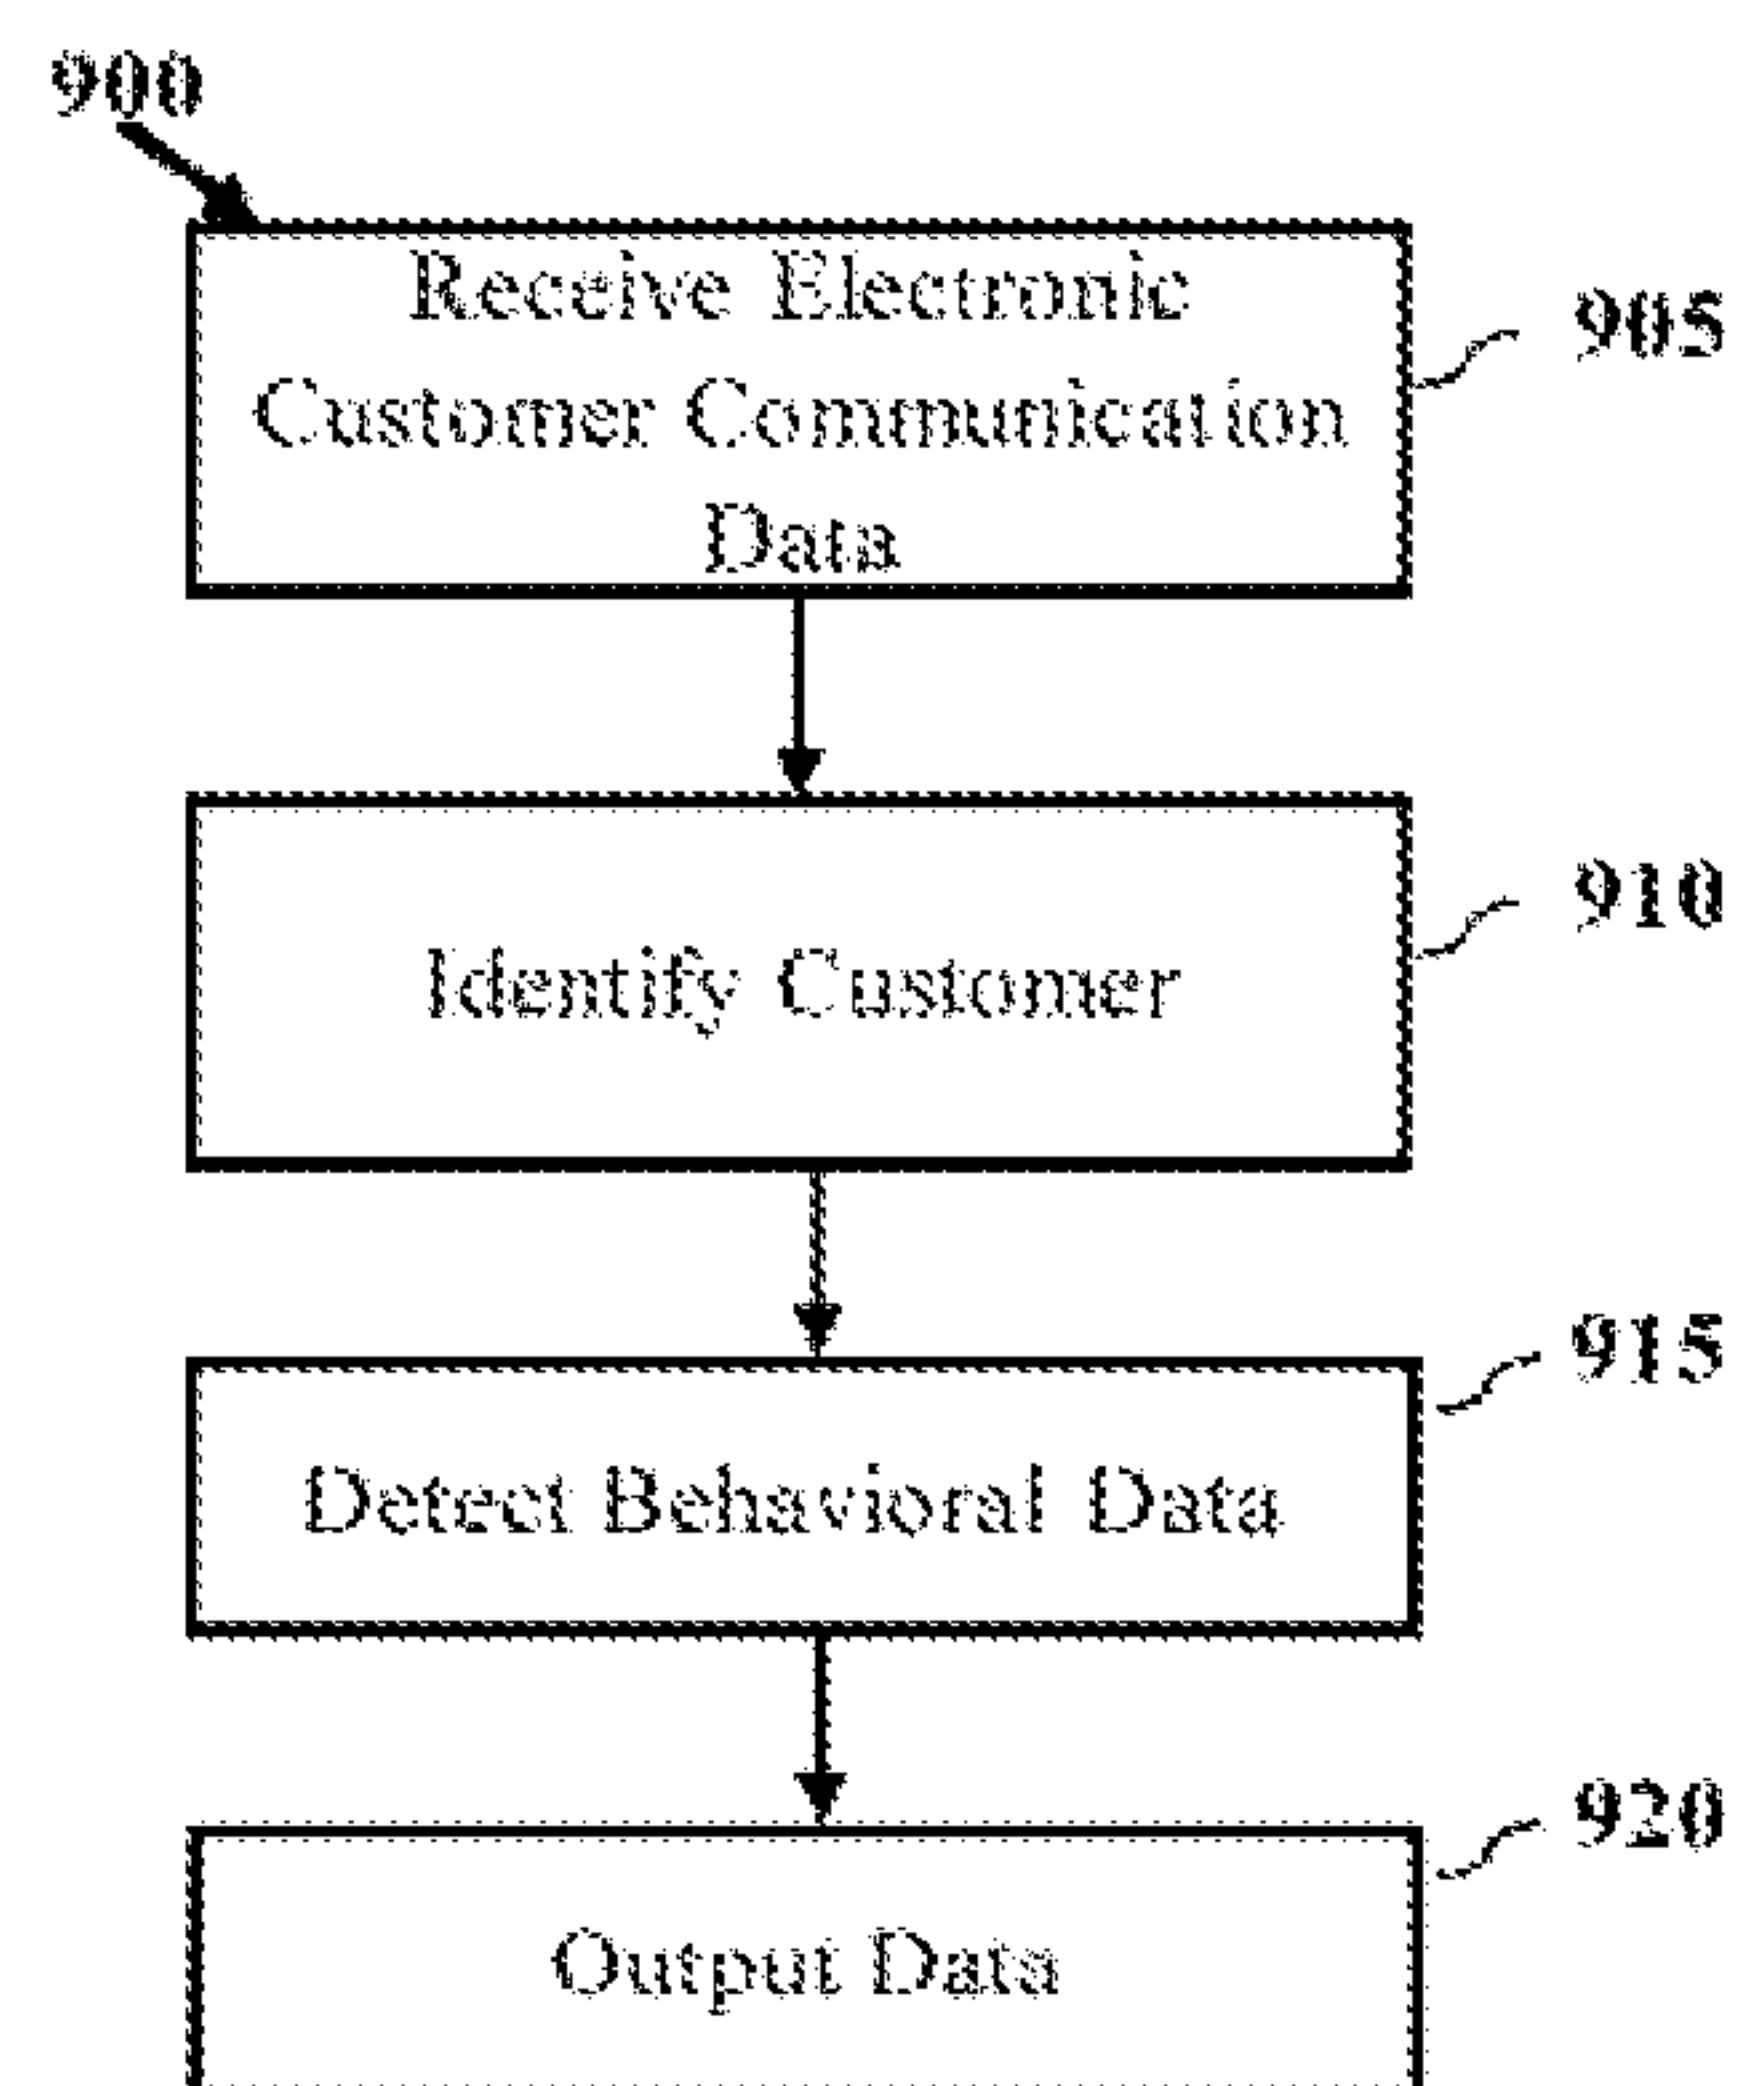 900
Receive Electronic
Customer Communication
Data
905
Identify Customer
910
Detect Behavioral Data
915
Output Data
920